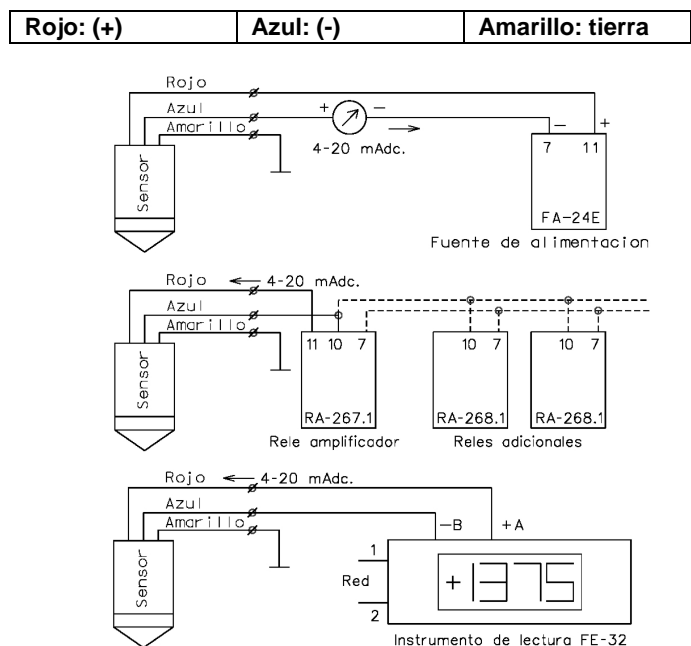 Rojo: (+) Azul: (-) Amarillo: tierra
Rojo
Azul
Amarillo
+ −
4-20 mAdc.
Sensor
− +
7 11
FA-24E
Fuente de alimentacion
Rojo 4-20 mAdc.
Azul
Amarillo
Sensor
11 10 7
RA-267.1
Rele amplificador
10 7
RA-268.1
10 7
RA-268.1
Reles adicionales
Rojo 4-20 mAdc.
Azul
Amarillo
Sensor
−B +A
1
Red
2
+1375
Instrumento de lectura FE-32